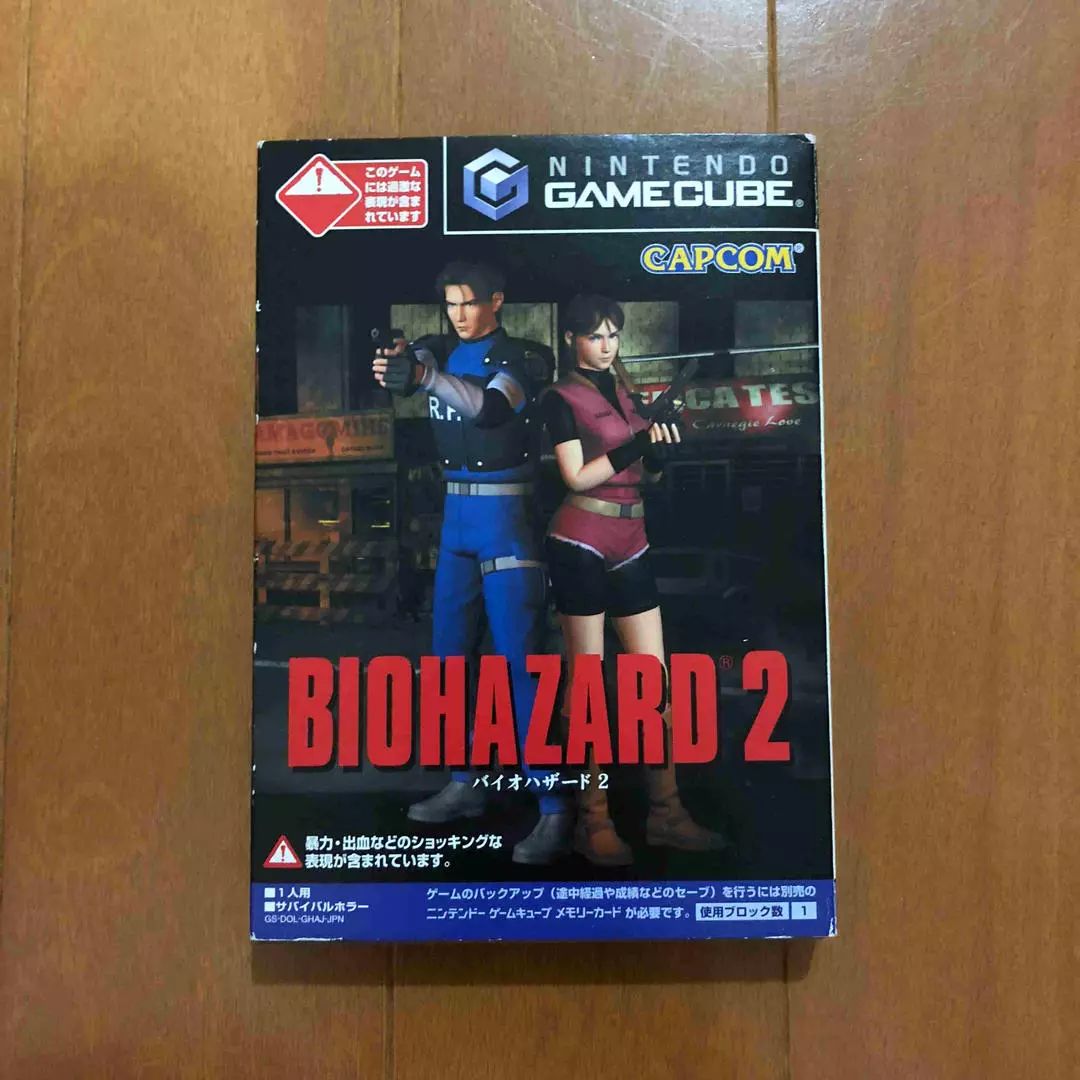 このゲーム
には過激な
表現が含ま
れています
NINTENDO
GAMECUBE®
CAPCOM®
R.P.
CATES
Carnegie Love
BIOHAZARD® 2
バイオハザード 2
暴力・出血などのショッキングな
表現が含まれています。
■1人用
■サバイバルホラー
GS-DOL-GHAJ-JPN
ゲームのバックアップ（途中経過や成績などのセーブ）を行うには別売の
ニンテンドー ゲームキューブ メモリーカード が必要です。 使用ブロック数 1